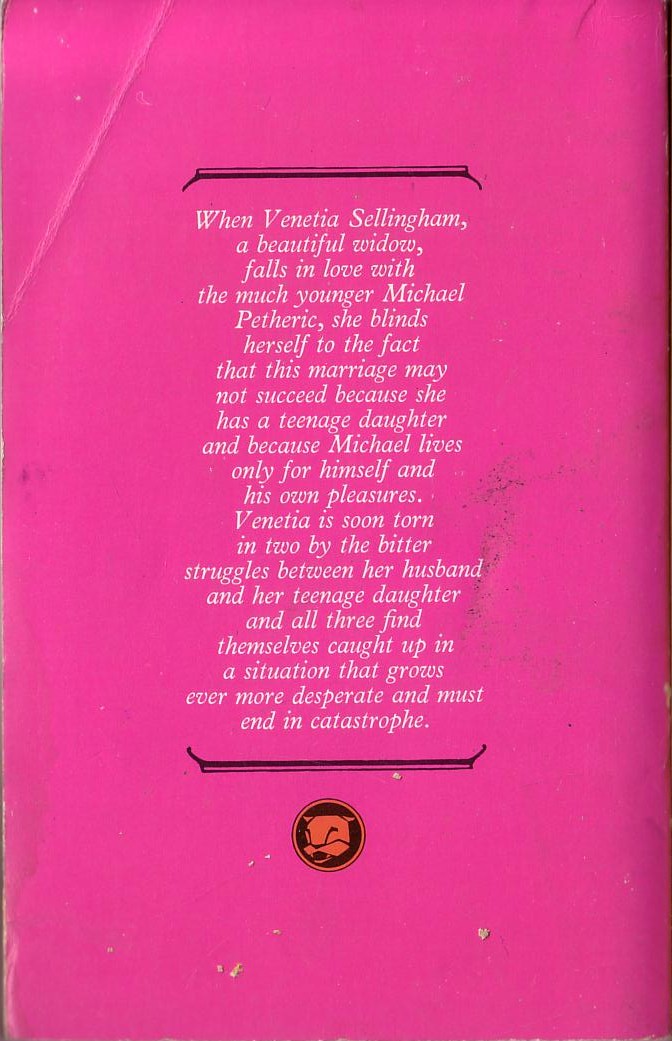 When Venetia Sellingham,
a beautiful widow,
falls in love with
the much younger Michael
Petheric, she blinds
herself to the fact
that this marriage may
not succeed because she
has a teenage daughter
and because Michael lives
only for himself and
his own pleasures.
Venetia is soon torn
in two by the bitter
struggles between her husband
and her teenage daughter
and all three find
themselves caught up in
a situation that grows
ever more desperate and must
end in catastrophe.